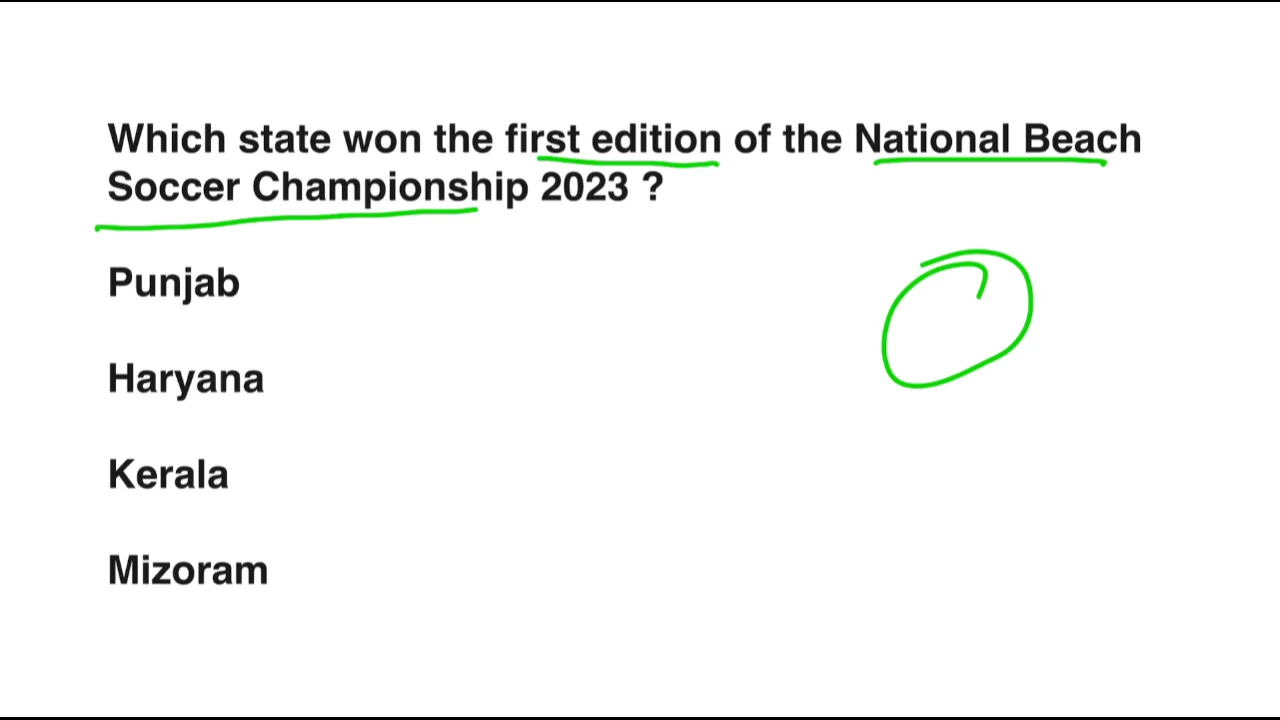 Which state won the first edition of the National Beach
Soccer Championship 2023 ?
Punjab
Haryana
Kerala
Mizoram